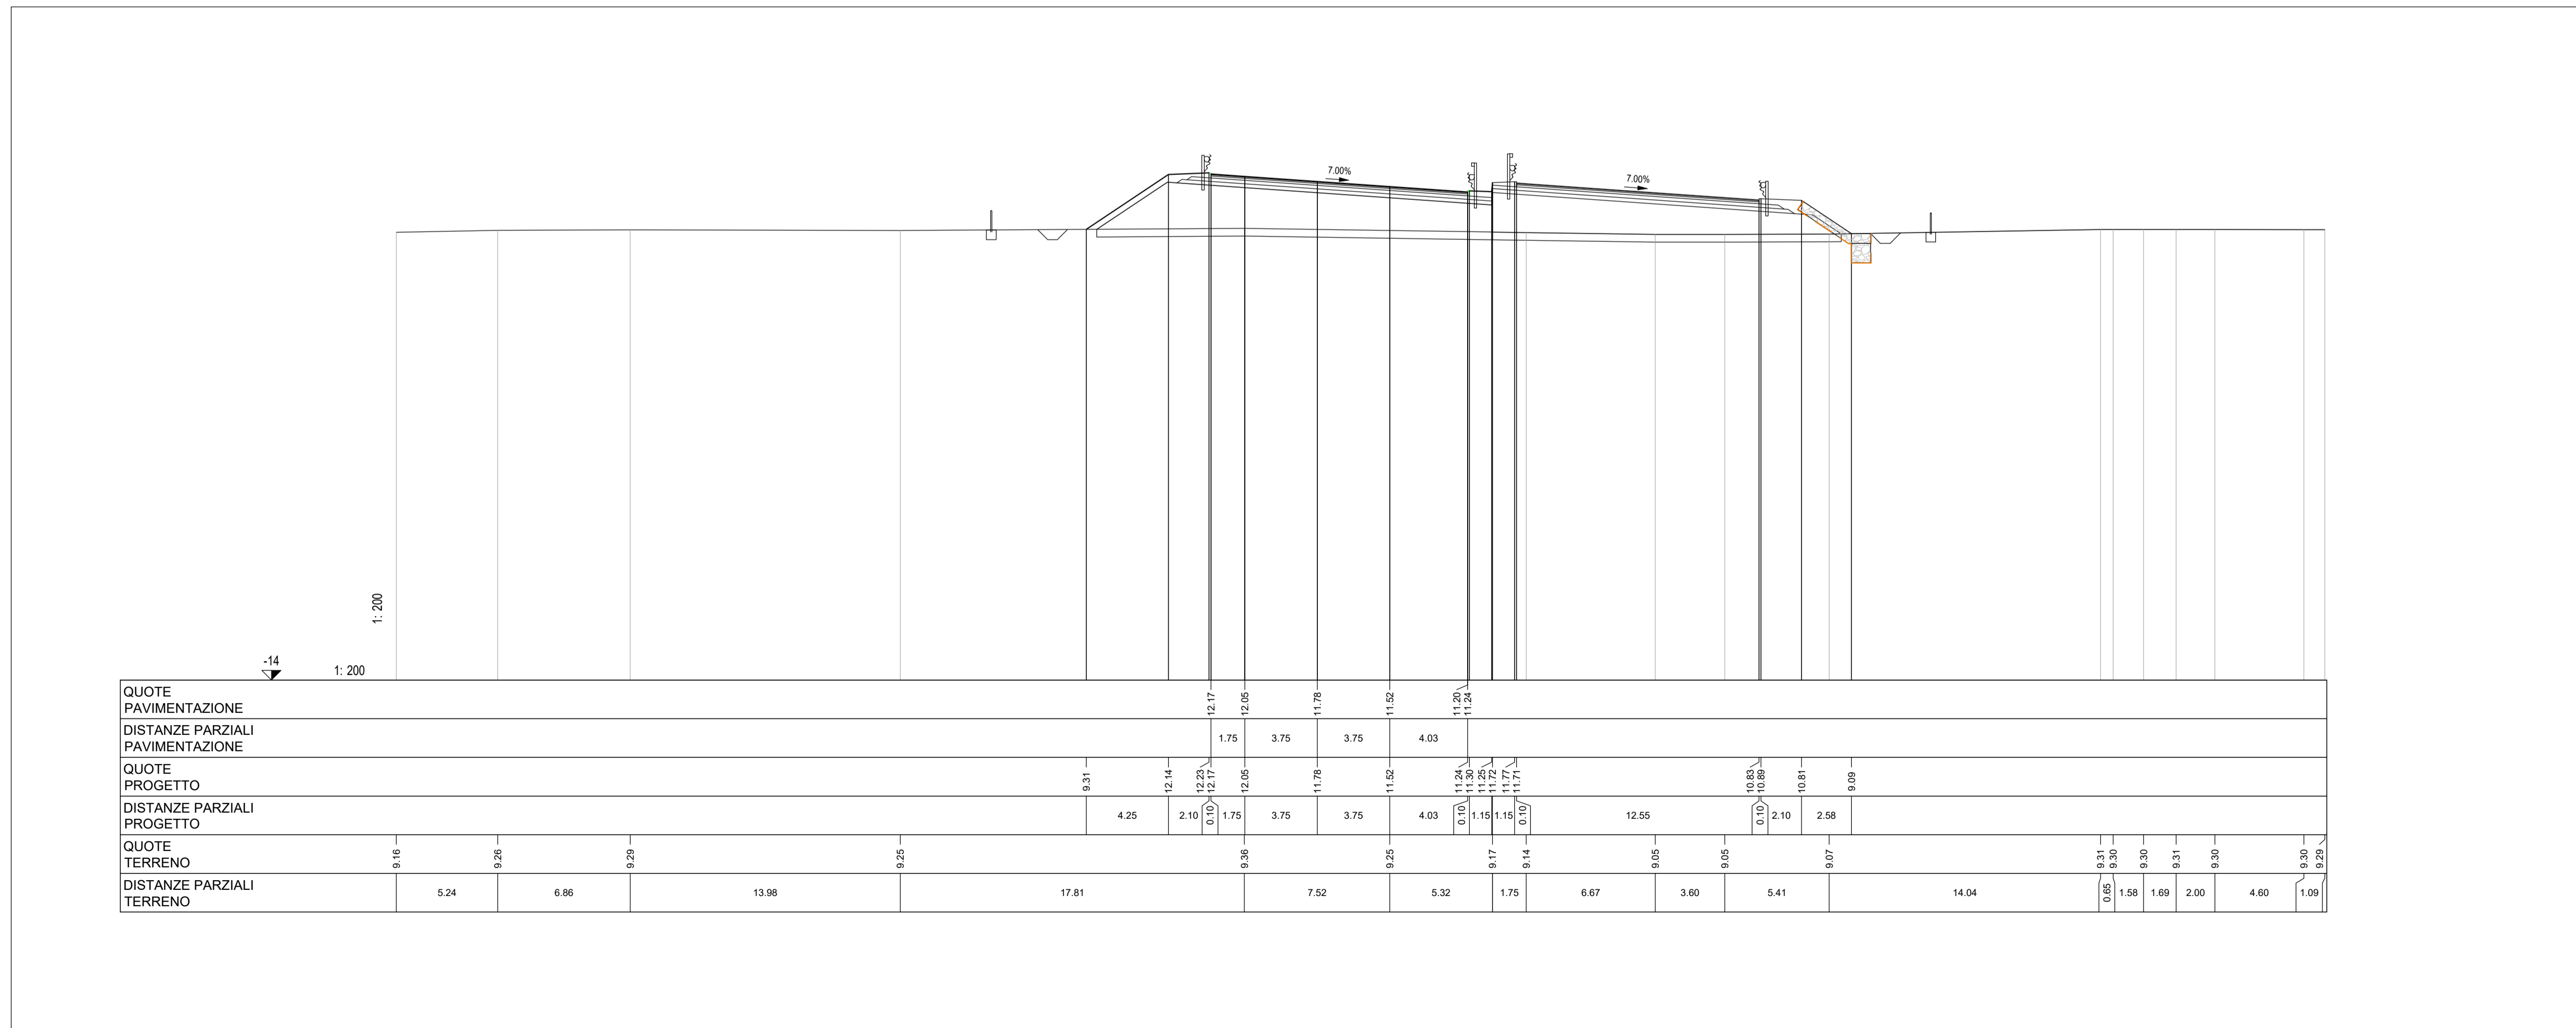 7.00%
7.00%
1: 200
-14
1: 200
QUOTE
PAVIMENTAZIONE
12.17 12.05 11.78 11.52 11.20 11.24
DISTANZE PARZIALI
PAVIMENTAZIONE
1.75 3.75 3.75 4.03
QUOTE
PROGETTO
9.31 12.14 12.23 12.17 12.05 11.78 11.52 11.24 11.30 11.25 11.72 11.77 11.71 10.83 10.89 10.81 9.09
DISTANZE PARZIALI
PROGETTO
4.25 2.10 0.10 1.75 3.75 3.75 4.03 0.10 1.15 1.15 0.10 12.55 0.10 2.10 2.58
QUOTE
TERRENO
9.16 9.26 9.29 9.25 9.36 9.25 9.17 9.14 9.05 9.05 9.07 9.31 9.30 9.30 9.31 9.30 9.30 9.29
DISTANZE PARZIALI
TERRENO
5.24 6.86 13.98 17.81 7.52 5.32 1.75 6.67 3.60 5.41 14.04 0.65 1.58 1.69 2.00 4.60 1.09